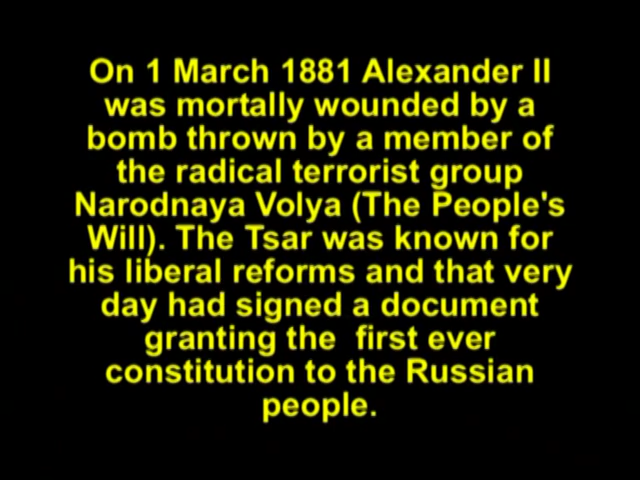 On 1 March 1881 Alexander II
was mortally wounded by a
bomb thrown by a member of
the radical terrorist group
Narodnaya Volya (The People's
Will). The Tsar was known for
his liberal reforms and that very
day had signed a document
granting the  first ever
constitution to the Russian
people.